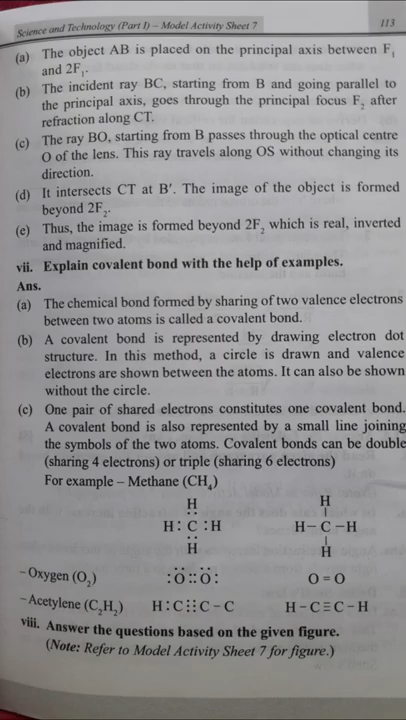 Science and Technology (Part I) – Model Activity Sheet 7 113
(a) The object AB is placed on the principal axis between F₁
and 2F₁.
(b) The incident ray BC, starting from B and going parallel to
the principal axis, goes through the principal focus F₂ after
refraction along CT.
(c) The ray BO, starting from B passes through the optical centre
O of the lens. This ray travels along OS without changing its
direction.
(d) It intersects CT at B′. The image of the object is formed
beyond 2F₂.
(e) Thus, the image is formed beyond 2F₂ which is real, inverted
and magnified.
vii. Explain covalent bond with the help of examples.
Ans.
(a) The chemical bond formed by sharing of two valence electrons
between two atoms is called a covalent bond.
(b) A covalent bond is represented by drawing electron dot
structure. In this method, a circle is drawn and valence
electrons are shown between the atoms. It can also be shown
without the circle.
(c) One pair of shared electrons constitutes one covalent bond.
A covalent bond is also represented by a small line joining
the symbols of the two atoms. Covalent bonds can be double
(sharing 4 electrons) or triple (sharing 6 electrons)
For example – Methane (CH₄)
H H
H : C : H H – C – H
H H
– Oxygen (O₂) :Ö::Ö: O = O
– Acetylene (C₂H₂) H:C⋮⋮C – C H – C ≡ C – H
viii. Answer the questions based on the given figure.
(Note: Refer to Model Activity Sheet 7 for figure.)